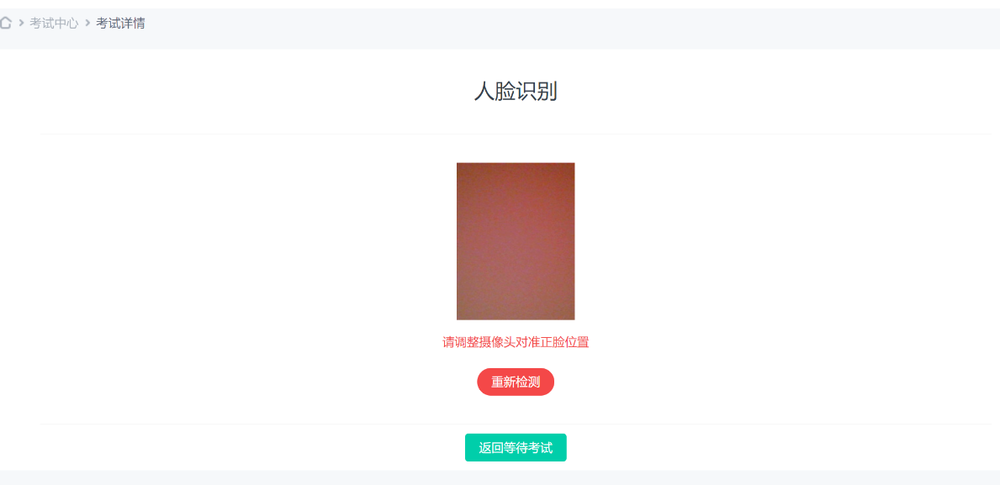 考试中心 > 考试详情
人脸识别
请调整摄像头对准正脸位置
重新检测
返回等待考试